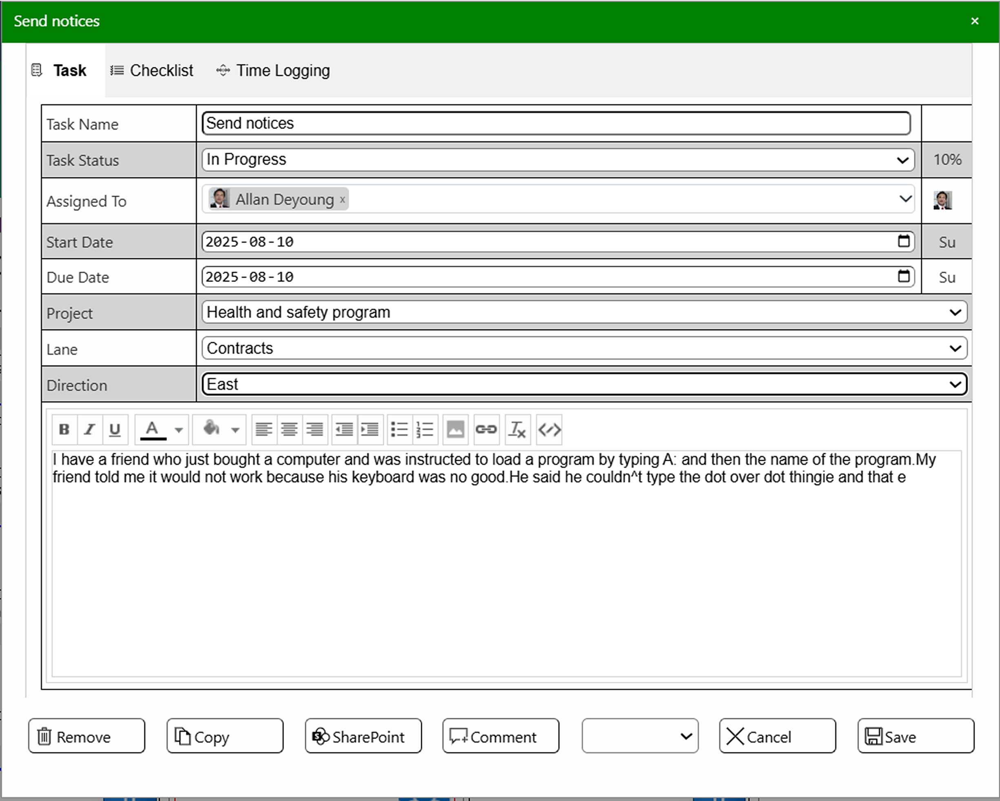 Send notices ×
Task Checklist Time Logging
Task Name Send notices
Task Status In Progress 10%
Assigned To Allan Deyoung x
Start Date 2025-08-10 Su
Due Date 2025-08-10 Su
Project Health and safety program
Lane Contracts
Direction East
B I U A
I have a friend who just bought a computer and was instructed to load a program by typing A: and then the name of the program.My
friend told me it would not work because his keyboard was no good.He said he couldn^t type the dot over dot thingie and that e
Remove Copy SharePoint Comment Cancel Save